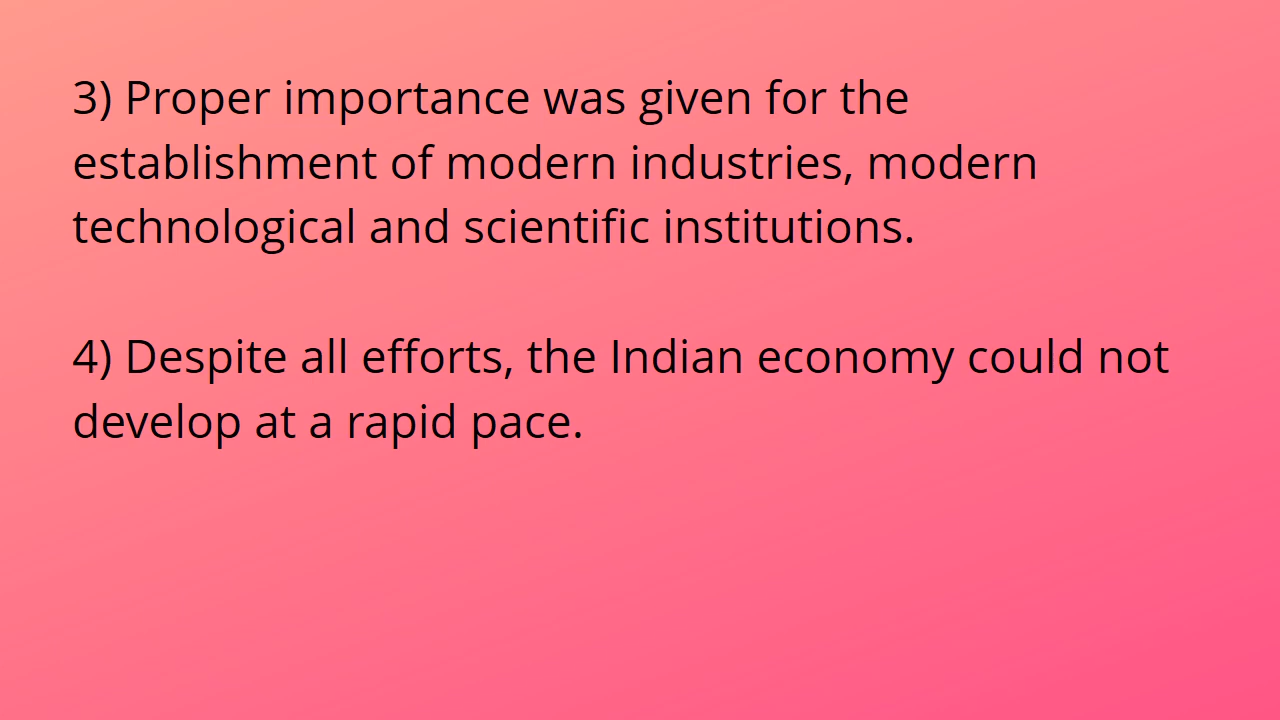 3) Proper importance was given for the
establishment of modern industries, modern
technological and scientific institutions.
4) Despite all efforts, the Indian economy could not
develop at a rapid pace.